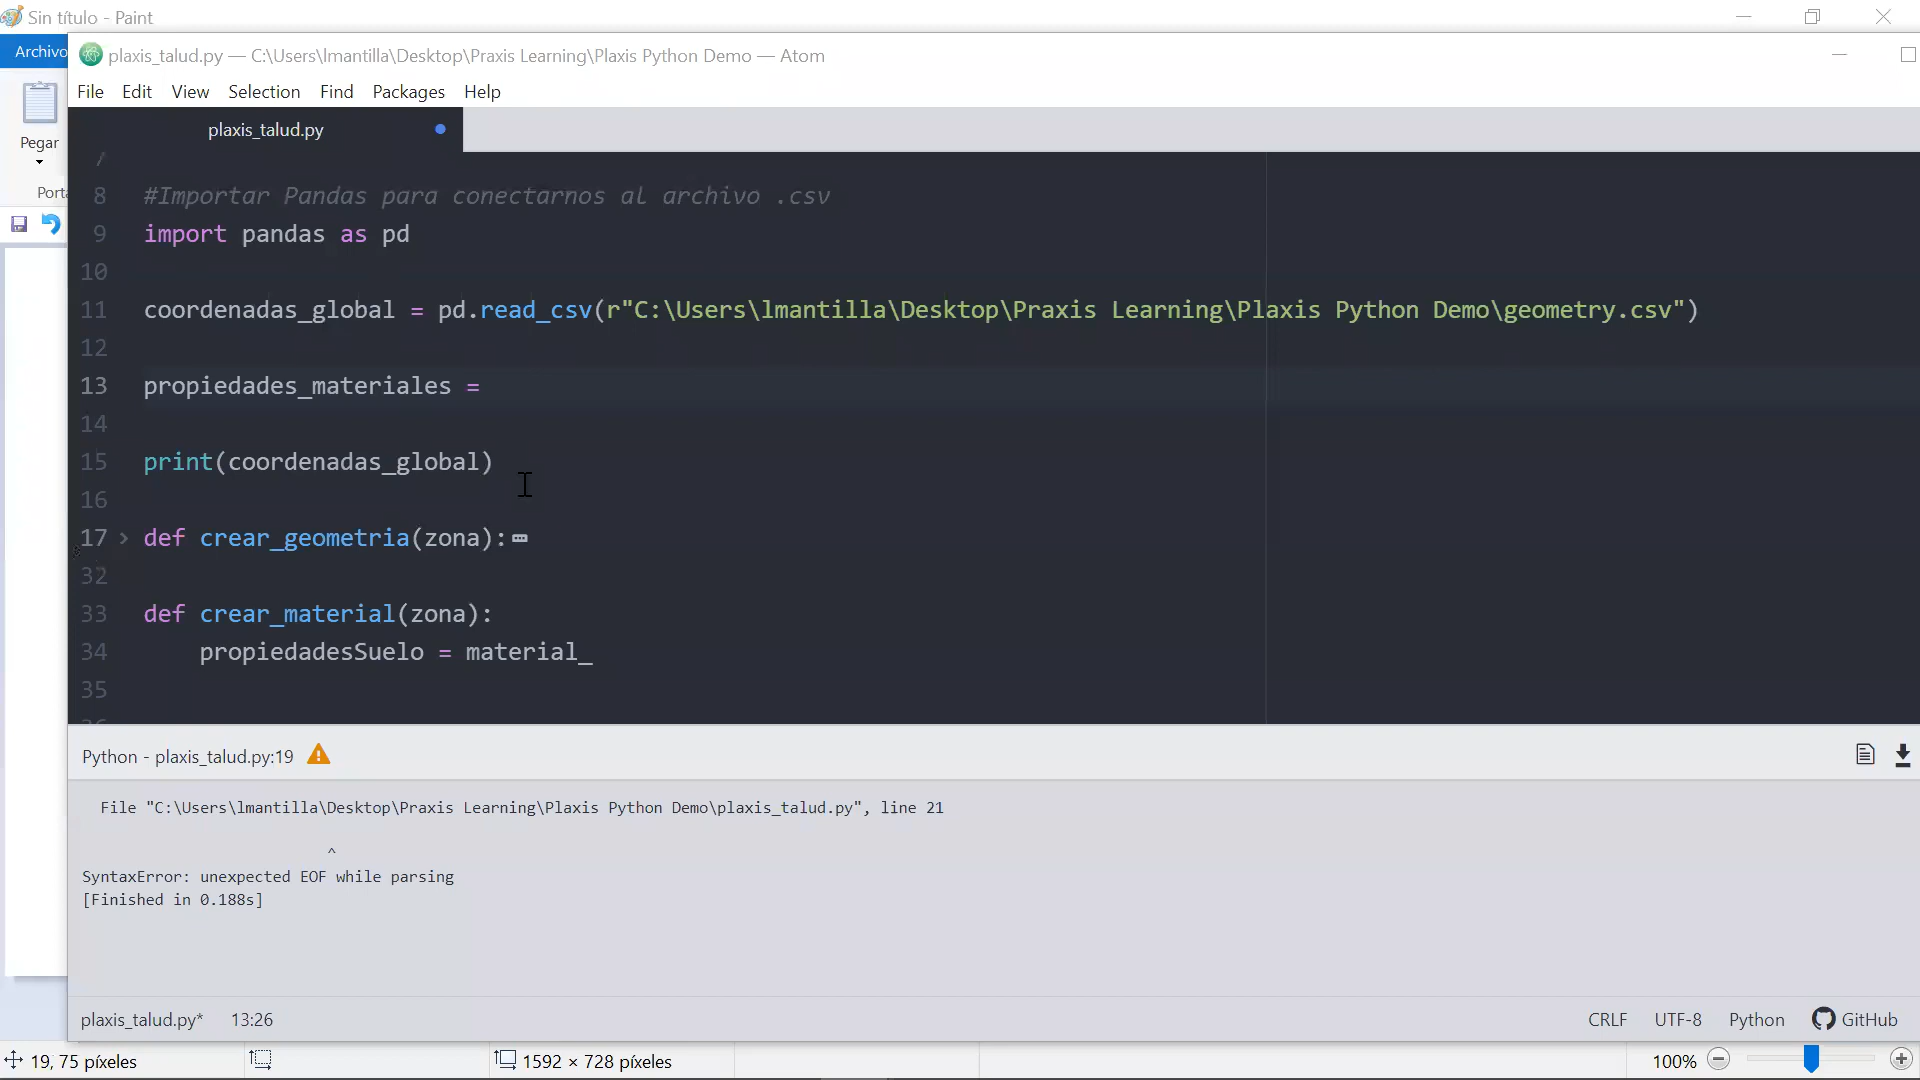 Sin título - Paint
Archivo
plaxis_talud.py — C:\Users\lmantilla\Desktop\Praxis Learning\Plaxis Python Demo — Atom
File Edit View Selection Find Packages Help
Pegar
plaxis_talud.py
7
8 #Importar Pandas para conectarnos al archivo .csv
9 import pandas as pd
10
11 coordenadas_global = pd.read_csv(r"C:\Users\lmantilla\Desktop\Praxis Learning\Plaxis Python Demo\geometry.csv")
12
13 propiedades_materiales =
14
15 print(coordenadas_global)
16
17 def crear_geometria(zona):
32
33 def crear_material(zona):
34 propiedadesSuelo = material_
35
Python - plaxis_talud.py:19
File "C:\Users\lmantilla\Desktop\Praxis Learning\Plaxis Python Demo\plaxis_talud.py", line 21
^
SyntaxError: unexpected EOF while parsing
[Finished in 0.188s]
plaxis_talud.py* 13:26 CRLF UTF-8 Python GitHub
19, 75 píxeles 1592 × 728 píxeles 100%